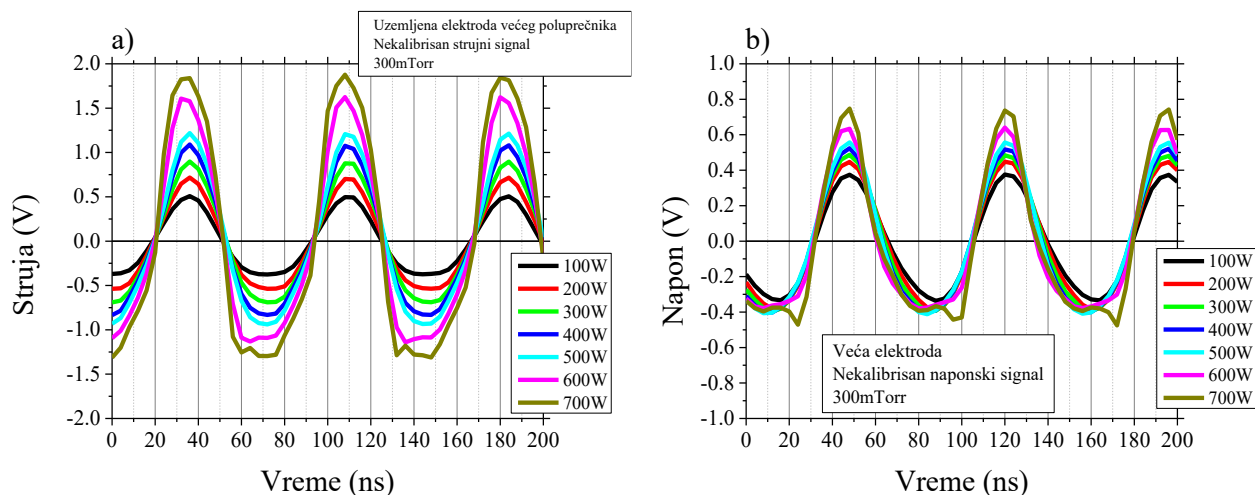 a)
Uzemljena elektroda većeg poluprečnika
Nekalibrisan strujni signal
300mTorr
Struja (V)
2.0
1.5
1.0
0.5
0.0
-0.5
-1.0
-1.5
-2.0
100W
200W
300W
400W
500W
600W
700W
0 20 40 60 80 100 120 140 160 180 200
Vreme (ns)
b)
Napon (V)
1.0
0.8
0.6
0.4
0.2
0.0
-0.2
-0.4
-0.6
-0.8
-1.0
Veća elektroda
Nekalibrisan naponski signal
300mTorr
100W
200W
300W
400W
500W
600W
700W
0 20 40 60 80 100 120 140 160 180 200
Vreme (ns)